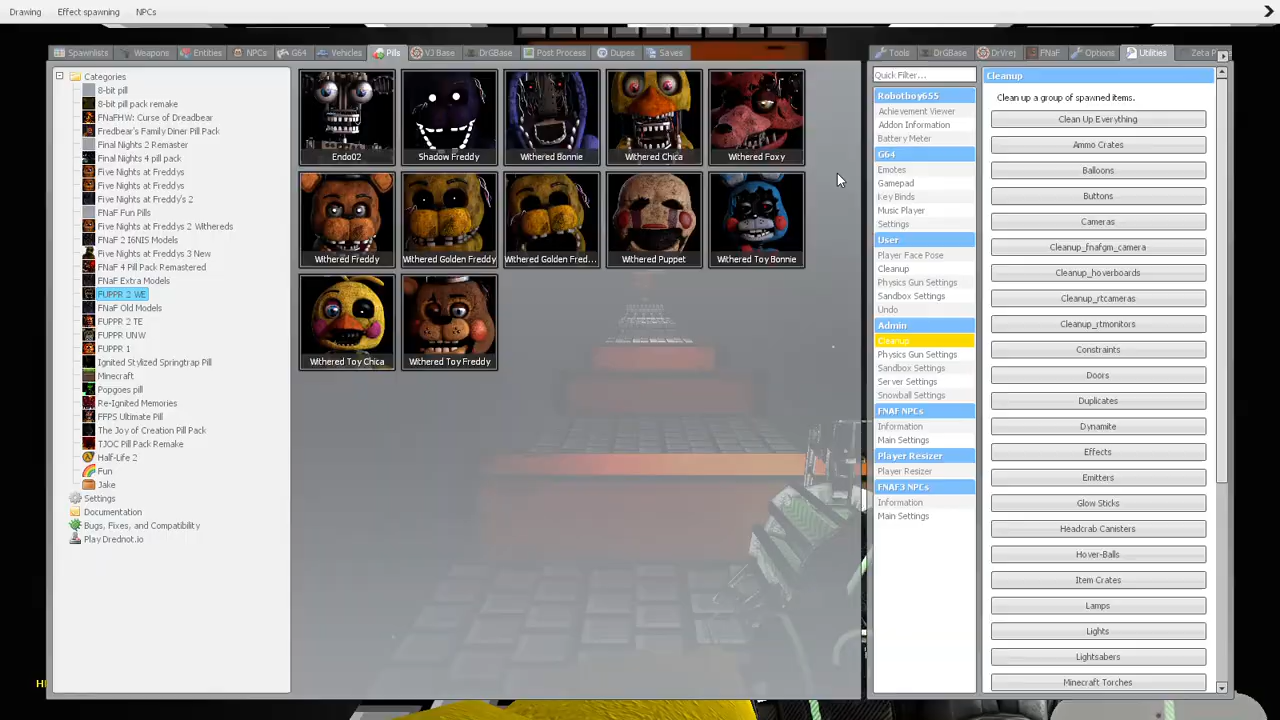 Drawing Effect spawning NPCs
Spawnlists Weapons Entities NPCs G64 Vehicles Pills VJ Base DrGBase Post Process Dupes Saves
Categories
8-bit pill
8-bit pill pack remake
FNaFHW: Curse of Dreadbear
Fredbear's Family Diner Pill Pack
Final Nights 2 Remaster
Final Nights 4 pill pack
Five Nights at Freddys
Five Nights at Freddys
Five Nights at Freddy's 2
FNaF Fun Pills
Five Nights at Freddys 2 Withereds
FNaF 2 I6NIS Models
Five Nights at Freddys 3 New
FNaF 4 Pill Pack Remastered
FNaF Extra Models
FUPPR 2 WE
FNaF Old Models
FUPPR 2 TE
FUPPR UNW
FUPPR 1
Ignited Stylized Springtrap Pill
Minecraft
Popgoes pill
Re-Ignited Memories
FFPS Ultimate Pill
The Joy of Creation Pill Pack
TJOC Pill Pack Remake
Half-Life 2
Fun
Jake
Settings
Documentation
Bugs, Fixes, and Compatibility
Play Drednot.io
Endo02 Shadow Freddy Withered Bonnie Withered Chica Withered Foxy
Withered Freddy Withered Golden Freddy Withered Golden Fred... Withered Puppet Withered Toy Bonnie
Withered Toy Chica Withered Toy Freddy
Tools DrGBase DrVrej FNaF Options Utilities Zeta P
Quick Filter...
Robotboy655
Achievement Viewer
Addon Information
Battery Meter
G64
Emotes
Gamepad
Key Binds
Music Player
Settings
User
Player Face Pose
Cleanup
Physics Gun Settings
Sandbox Settings
Undo
Admin
Cleanup
Physics Gun Settings
Sandbox Settings
Server Settings
Snowball Settings
FNAF NPCs
Information
Main Settings
Player Resizer
Player Resizer
FNAF3 NPCs
Information
Main Settings
Cleanup
Clean up a group of spawned items.
Clean Up Everything
Ammo Crates
Balloons
Buttons
Cameras
Cleanup_fnafgm_camera
Cleanup_hoverboards
Cleanup_rtcameras
Cleanup_rtmonitors
Constraints
Doors
Duplicates
Dynamite
Effects
Emitters
Glow Sticks
Headcrab Canisters
Hover-Balls
Item Crates
Lamps
Lights
Lightsabers
Minecraft Torches